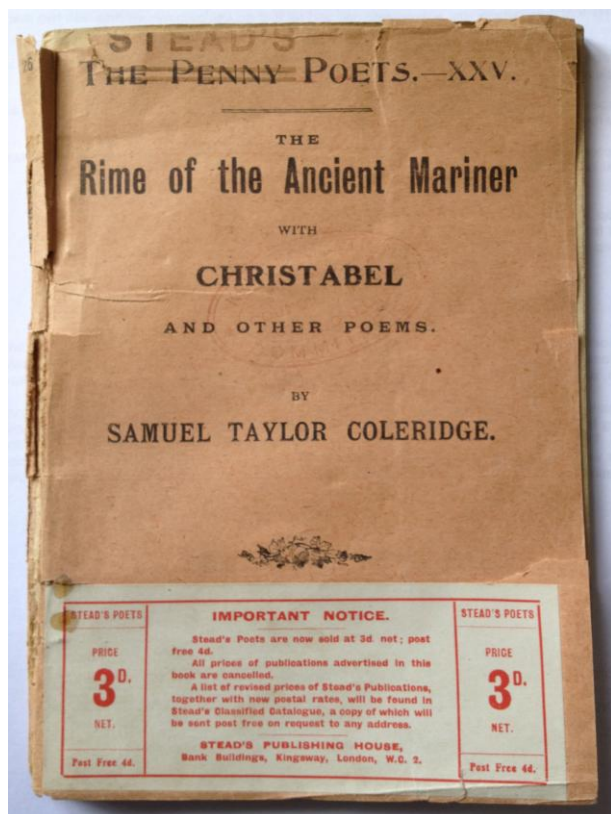 STEAD'S
THE PENNY POETS.—XXV.
THE
Rime of the Ancient Mariner
WITH
CHRISTABEL
AND OTHER POEMS.
BY
SAMUEL TAYLOR COLERIDGE.
STEAD'S POETS
PRICE
3D.
NET.
Post Free 4d.
IMPORTANT NOTICE.
Stead's Poets are now sold at 3d net; post
free 4d.
All prices of publications advertised in this
book are cancelled.
A list of revised prices of Stead's Publications,
together with new postal rates, will be found in
Stead's Classified Catalogue, a copy of which will
be sent post free on request to any address.
STEAD'S PUBLISHING HOUSE,
Bank Buildings, Kingsway, London, W.C. 2.
STEAD'S POETS
PRICE
3D.
NET.
Post Free 4d.